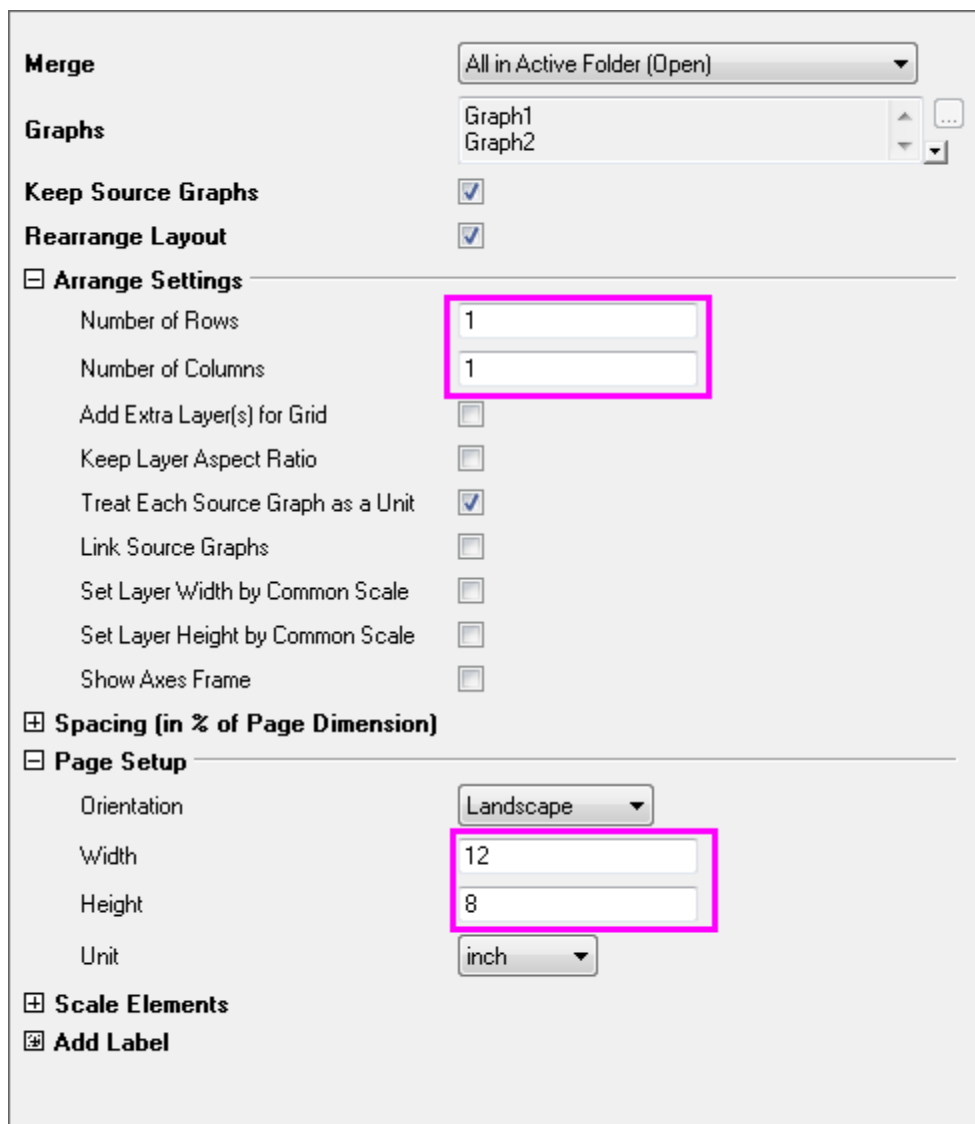 Merge All in Active Folder (Open)
Graphs Graph1
Graph2
...
Keep Source Graphs
Rearrange Layout
Arrange Settings
Number of Rows 1
Number of Columns 1
Add Extra Layer(s) for Grid
Keep Layer Aspect Ratio
Treat Each Source Graph as a Unit
Link Source Graphs
Set Layer Width by Common Scale
Set Layer Height by Common Scale
Show Axes Frame
Spacing (in % of Page Dimension)
Page Setup
Orientation Landscape
Width 12
Height 8
Unit inch
Scale Elements
Add Label